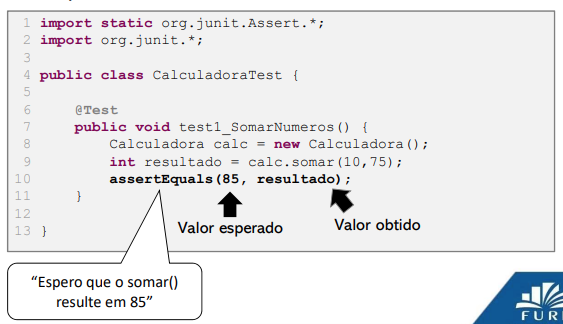 1 import static org.junit.Assert.*;
2 import org.junit.*;
3
4 public class CalculadoraTest {
5
6     @Test
7     public void test1_SomarNumeros() {
8         Calculadora calc = new Calculadora();
9         int resultado = calc.somar(10,75);
10         assertEquals(85, resultado);
11     }
12
13 }
Valor esperado
Valor obtido
“Espero que o somar()
resulte em 85”